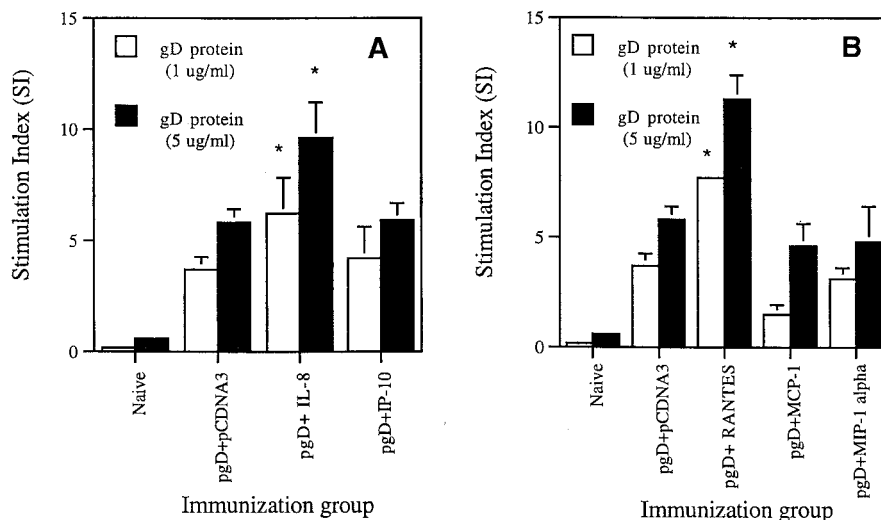 A
gD protein
(1 ug/ml)
gD protein
(5 ug/ml)
*
*
Stimulation Index (SI)
15
10
5
0
Naive
pgD+pCDNA3
pgD+ IL-8
pgD+IP-10
Immunization group
B
gD protein
(1 ug/ml)
gD protein
(5 ug/ml)
*
*
Stimulation Index (SI)
15
10
5
0
Naive
pgD+pCDNA3
pgD+ RANTES
pgD+MCP-1
pgD+MIP-1 alpha
Immunization group